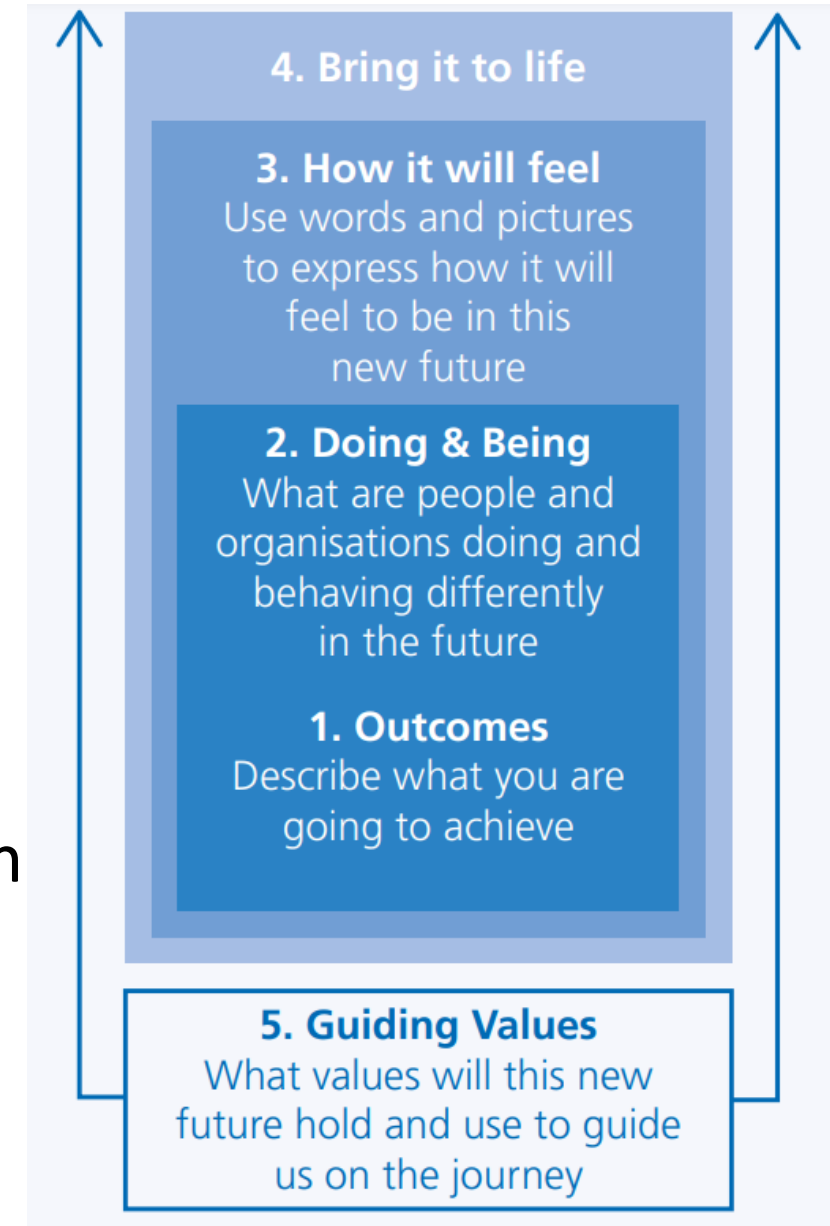 4. Bring it to life
3. How it will feel
Use words and pictures
to express how it will
feel to be in this
new future
2. Doing & Being
What are people and
organisations doing and
behaving differently
in the future
1. Outcomes
Describe what you are
going to achieve
n
5. Guiding Values
What values will this new
future hold and use to guide
us on the journey